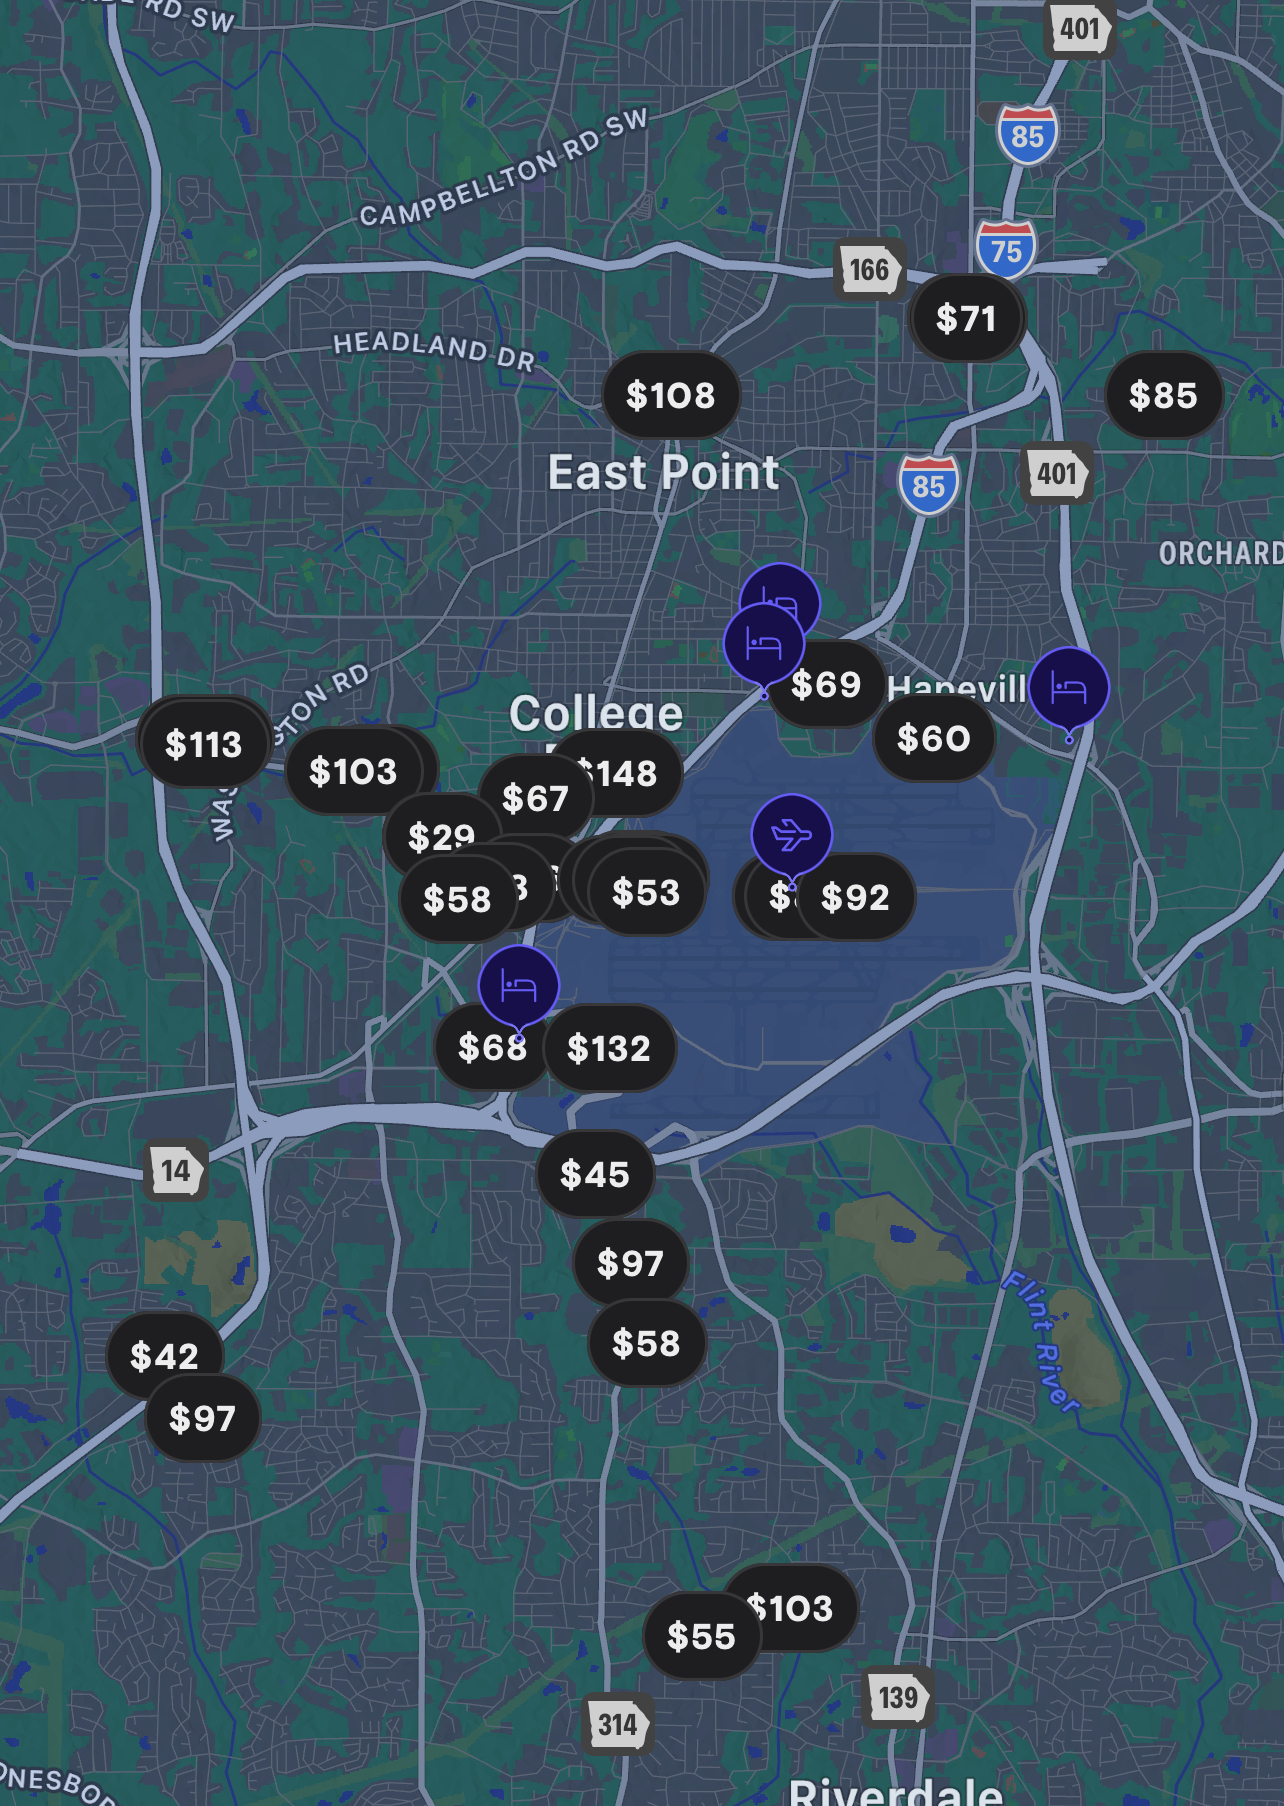 RD SW
401
85
CAMPBELLTON RD SW
75
166
$71
HEADLAND DR
$108
$85
East Point
401
85
ORCHARD
$69
Hapevill
College
$113
TON RD
WAS
$60
$103
$148
$67
$29
$58
$53
$92
$68
$132
14
$45
$97
$58
Flint River
$42
$97
$103
$55
139
314
ONESBO
Riverdale